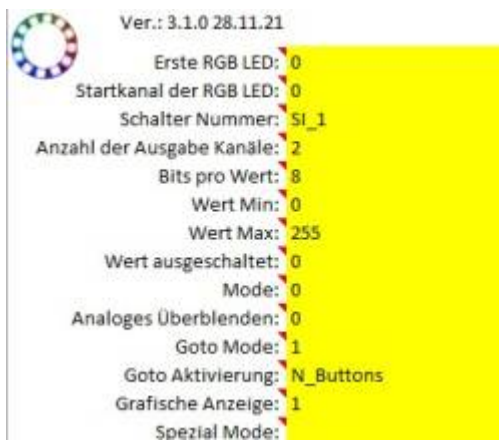 Ver.: 3.1.0 28.11.21
Erste RGB LED: 0
Startkanal der RGB LED: 0
Schalter Nummer: SI_1
Anzahl der Ausgabe Kanäle: 2
Bits pro Wert: 8
Wert Min: 0
Wert Max: 255
Wert ausgeschaltet: 0
Mode: 0
Analoges Überblenden: 0
Goto Mode: 1
Goto Aktivierung: N_Buttons
Grafische Anzeige: 1
Spezial Mode: